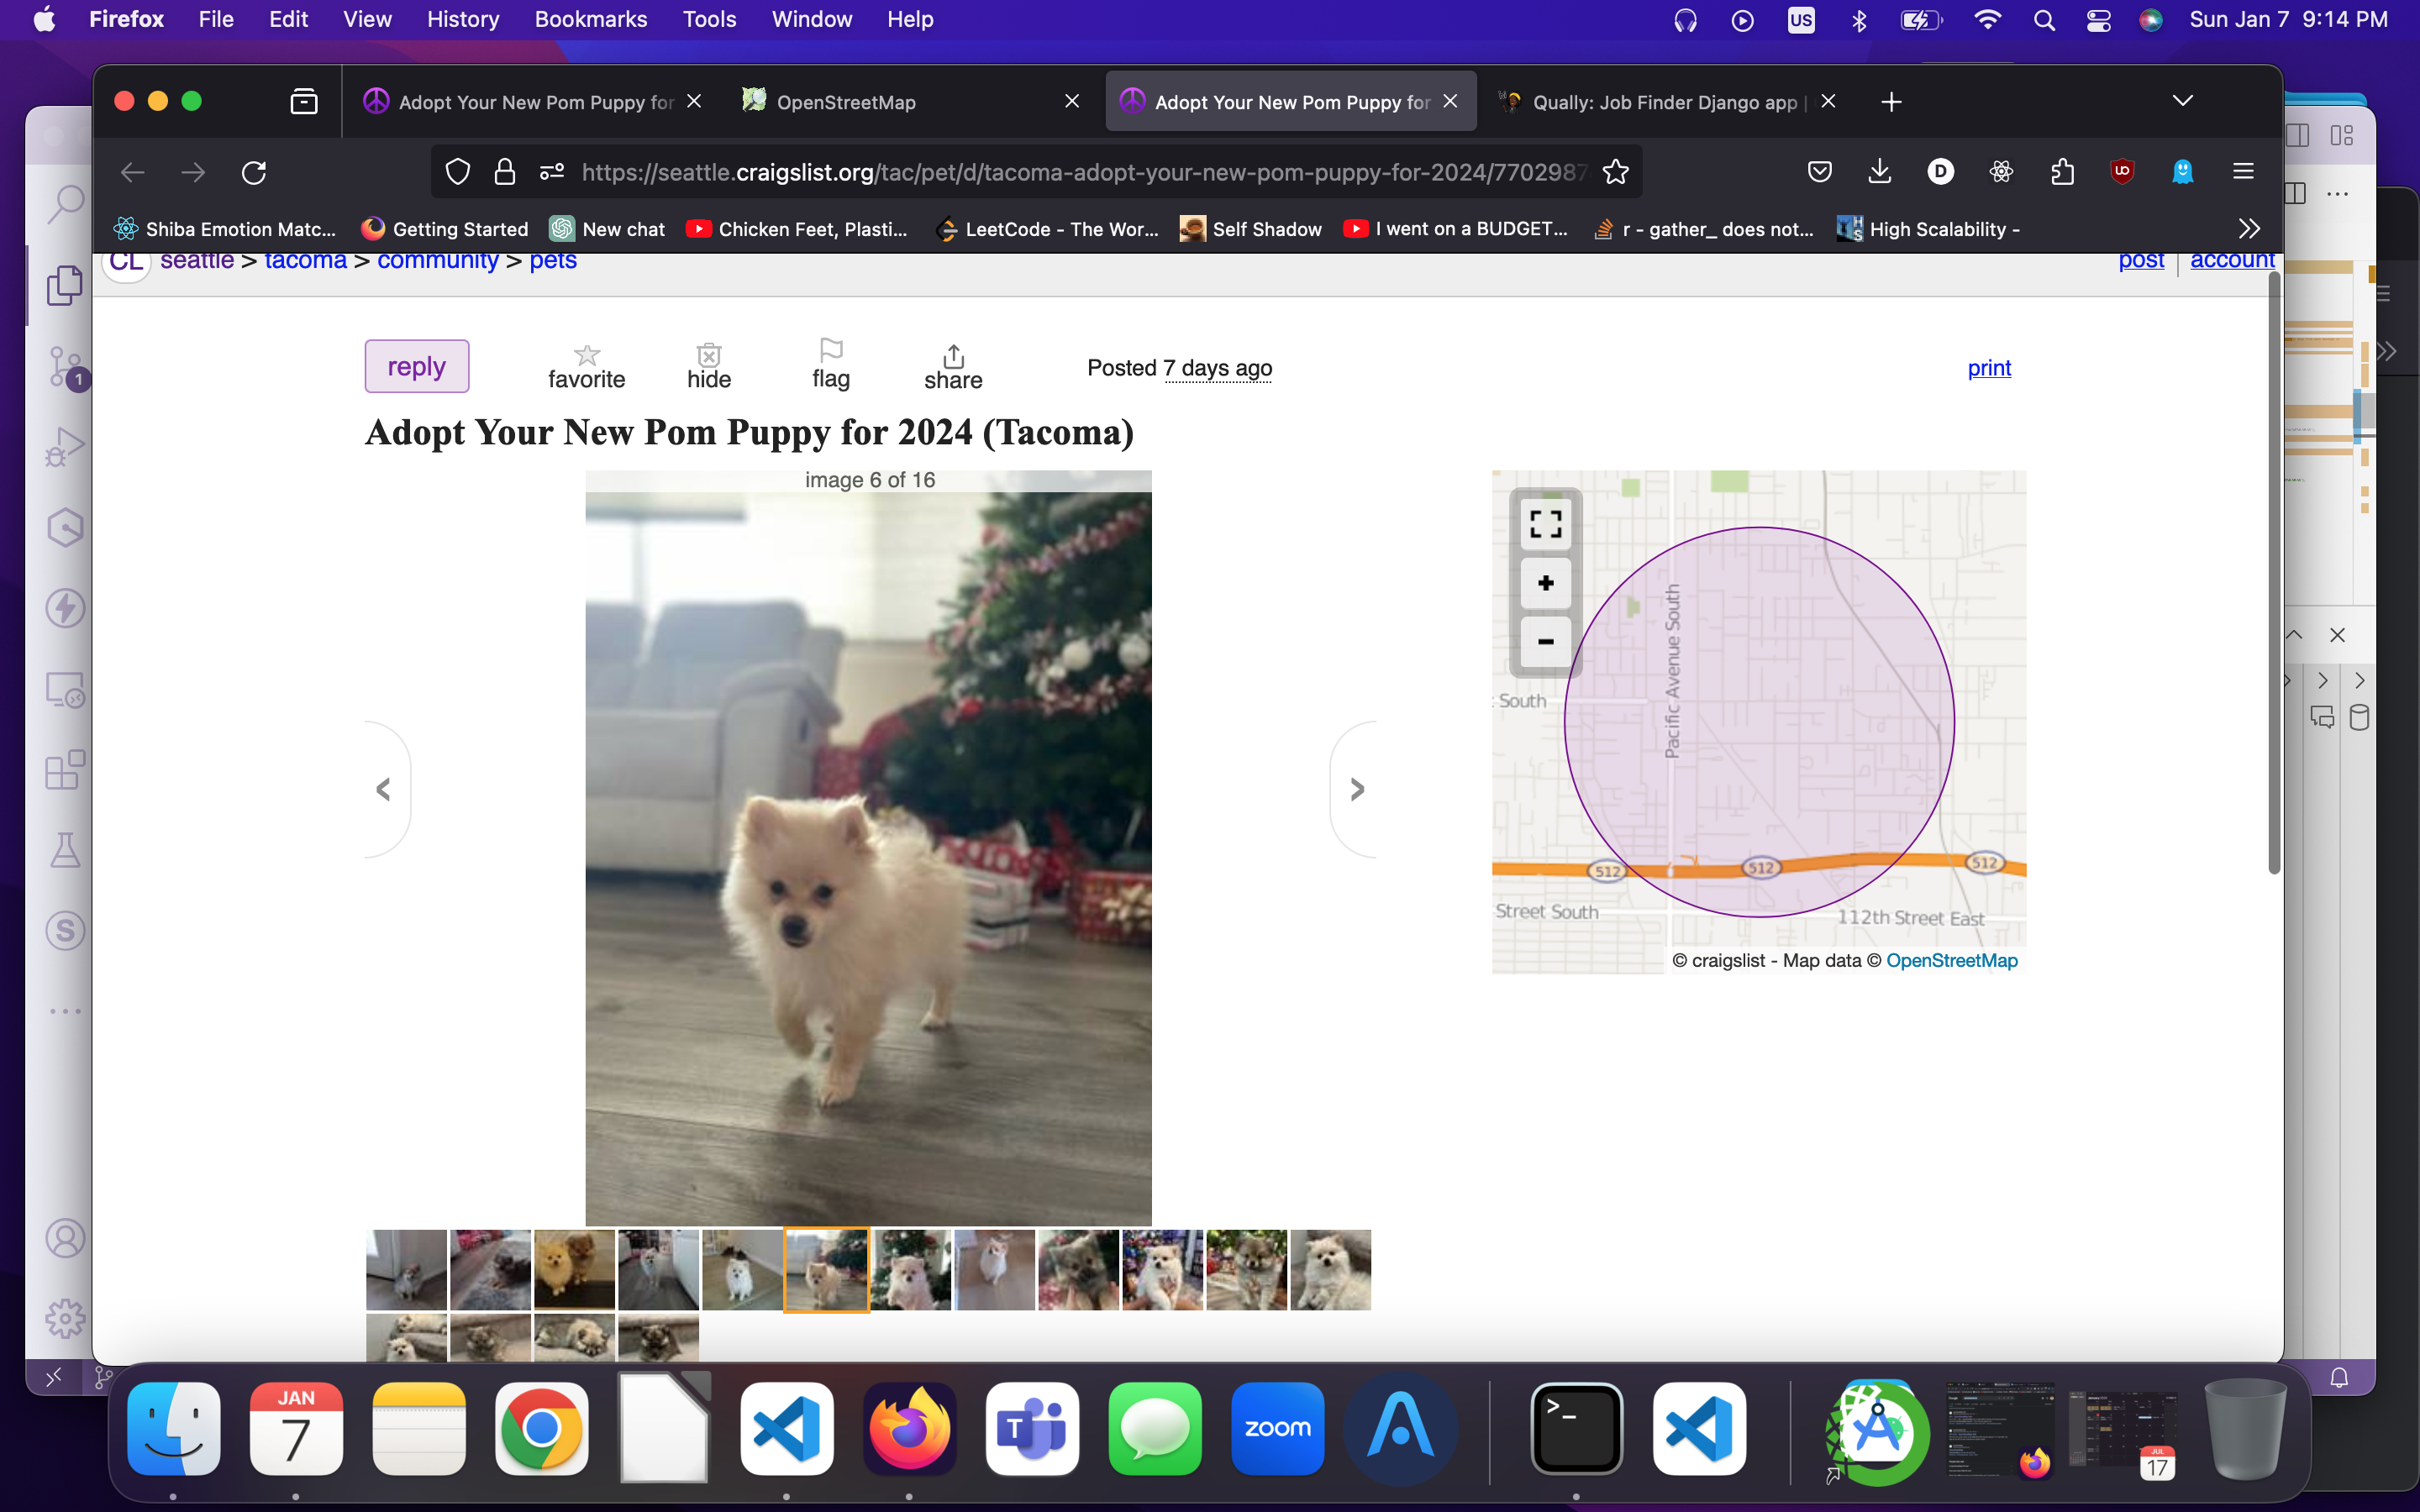 Firefox File Edit View History Bookmarks Tools Window Help US Sun Jan 7 9:14 PM
Adopt Your New Pom Puppy for OpenStreetMap Adopt Your New Pom Puppy for Qually: Job Finder Django app |
https://seattle.craigslist.org/tac/pet/d/tacoma-adopt-your-new-pom-puppy-for-2024/7702987 D UD
Shiba Emotion Matc... Getting Started New chat Chicken Feet, Plasti... LeetCode - The Wor... Self Shadow I went on a BUDGET... r - gather_ does not... High Scalability -
CL seattle > tacoma > community > pets post account
reply favorite hide flag share Posted 7 days ago print
1
Adopt Your New Pom Puppy for 2024 (Tacoma)
image 6 of 16
Pacific Avenue South
South
512 512 512
Street South 112th Street East
© craigslist - Map data © OpenStreetMap
S
JAN
7
T
zoom
>_
JUL
17